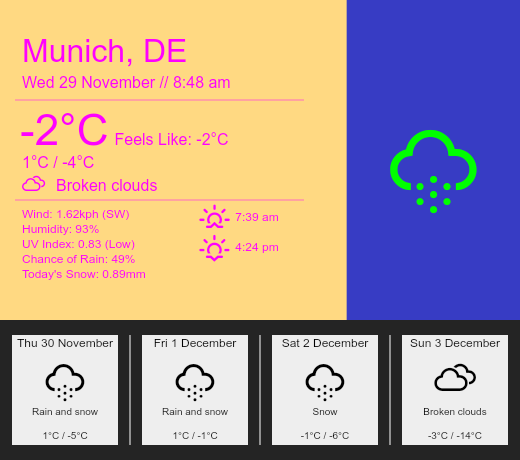 Munich, DE
Wed 29 November // 8:48 am
-2°C Feels Like: -2°C
1°C / -4°C
Broken clouds
Wind: 1.62kph (SW)
Humidity: 93%
UV Index: 0.83 (Low)
Chance of Rain: 49%
Today's Snow: 0.89mm
7:39 am
4:24 pm
Thu 30 November
Rain and snow
1°C / -5°C
Fri 1 December
Rain and snow
1°C / -1°C
Sat 2 December
Snow
-1°C / -6°C
Sun 3 December
Broken clouds
-3°C / -14°C